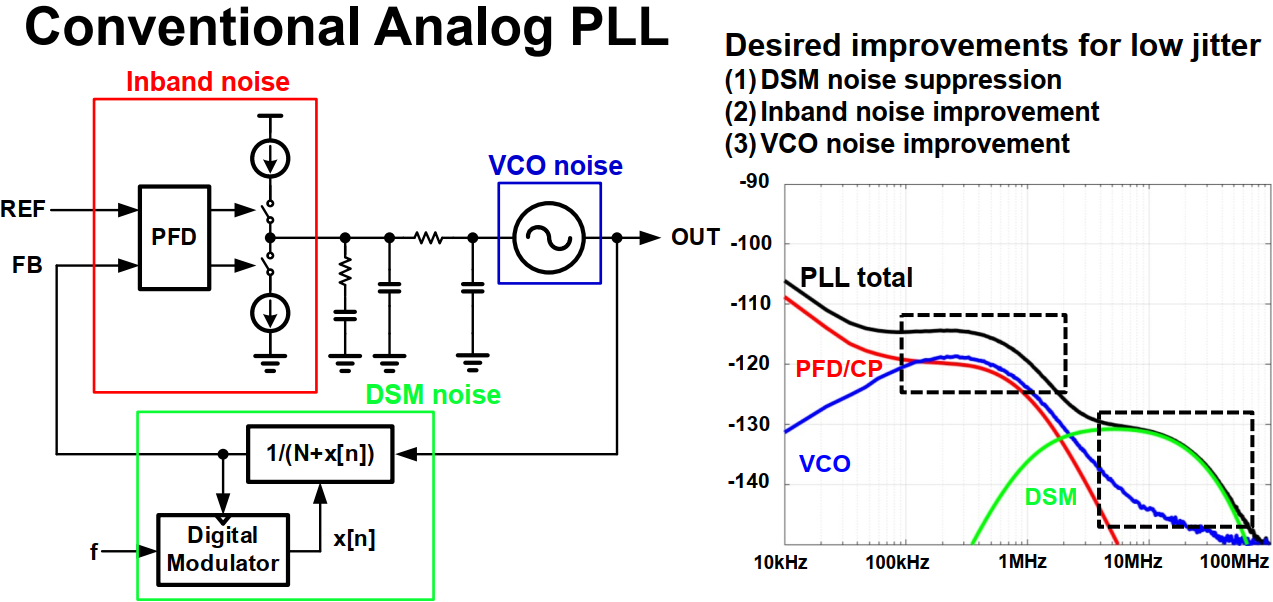 Conventional Analog PLL
Inband noise
REF
FB
PFD
VCO noise
OUT
DSM noise
1/(N+x[n])
Digital
Modulator
f
x[n]
Desired improvements for low jitter
(1) DSM noise suppression
(2) Inband noise improvement
(3) VCO noise improvement
-90
-100
-110
-120
-130
-140
PLL total
PFD/CP
VCO
DSM
10kHz
100kHz
1MHz
10MHz
100MHz